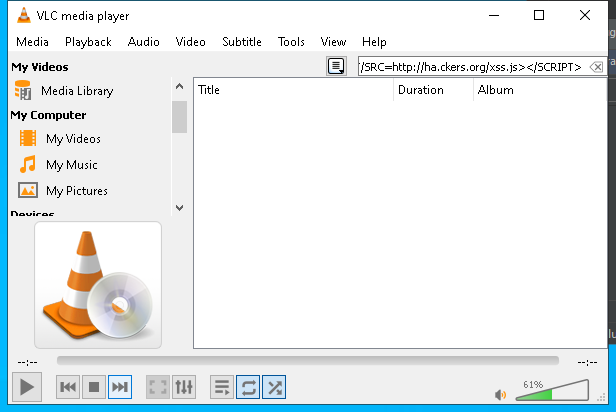 VLC media player
Media Playback Audio Video Subtitle Tools View Help
My Videos
/SRC=http://ha.ckers.org/xss.js></SCRIPT>
Media Library
Title Duration Album
My Computer
My Videos
My Music
My Pictures
Devices
--:-- --:--
61%